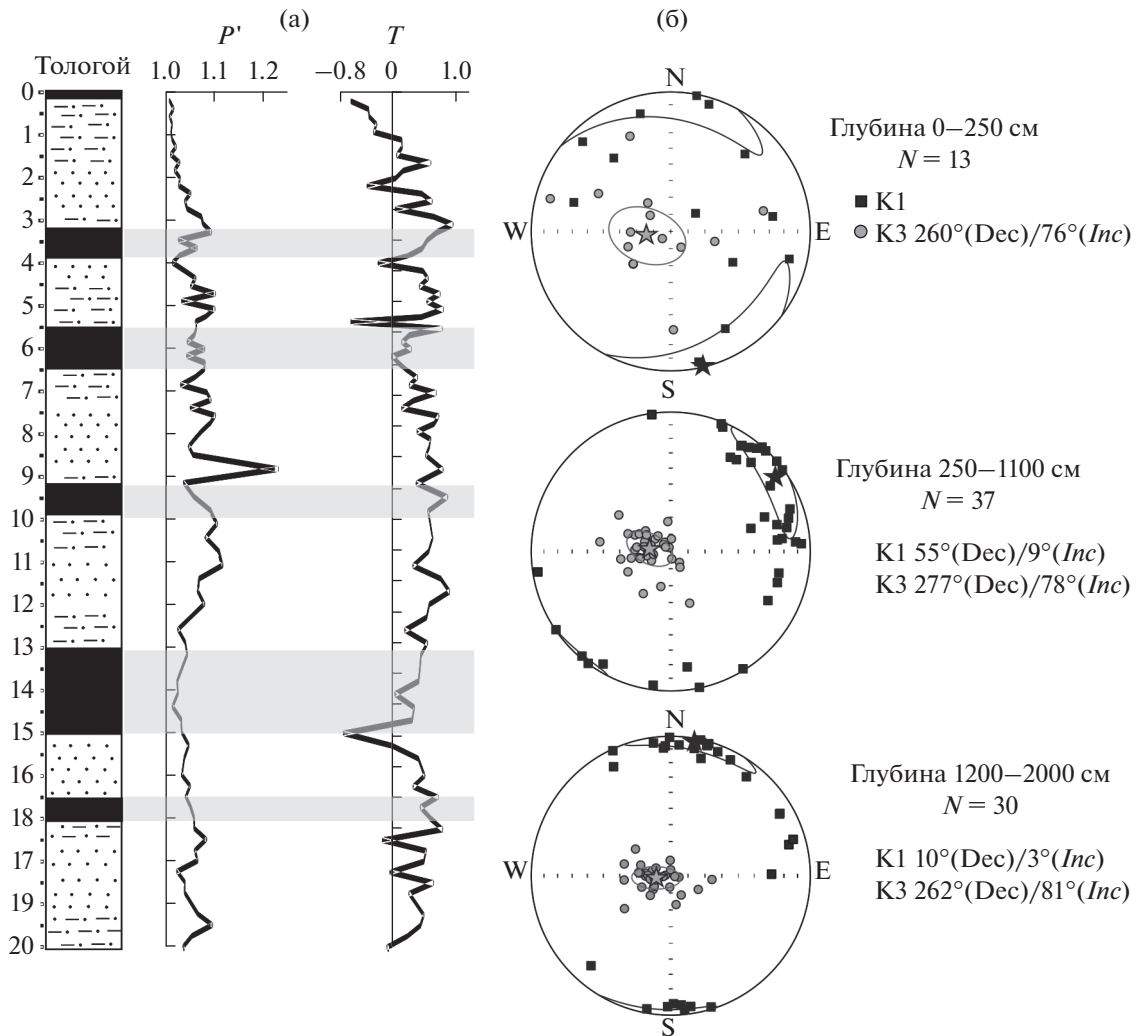 (а)
P'
T
Тологой
1.0 1.1 1.2
−0.8 0 1.0
0
1
2
3
4
5
6
7
8
9
10
11
12
13
14
15
16
18
17
19
20
(б)
N
W
E
S
Глубина 0−250 см
N = 13
K1
K3 260°(Dec)/76°(Inc)
Глубина 250−1100 см
N = 37
K1 55°(Dec)/9°(Inc)
K3 277°(Dec)/78°(Inc)
N
W
E
S
Глубина 1200−2000 см
N = 30
K1 10°(Dec)/3°(Inc)
K3 262°(Dec)/81°(Inc)